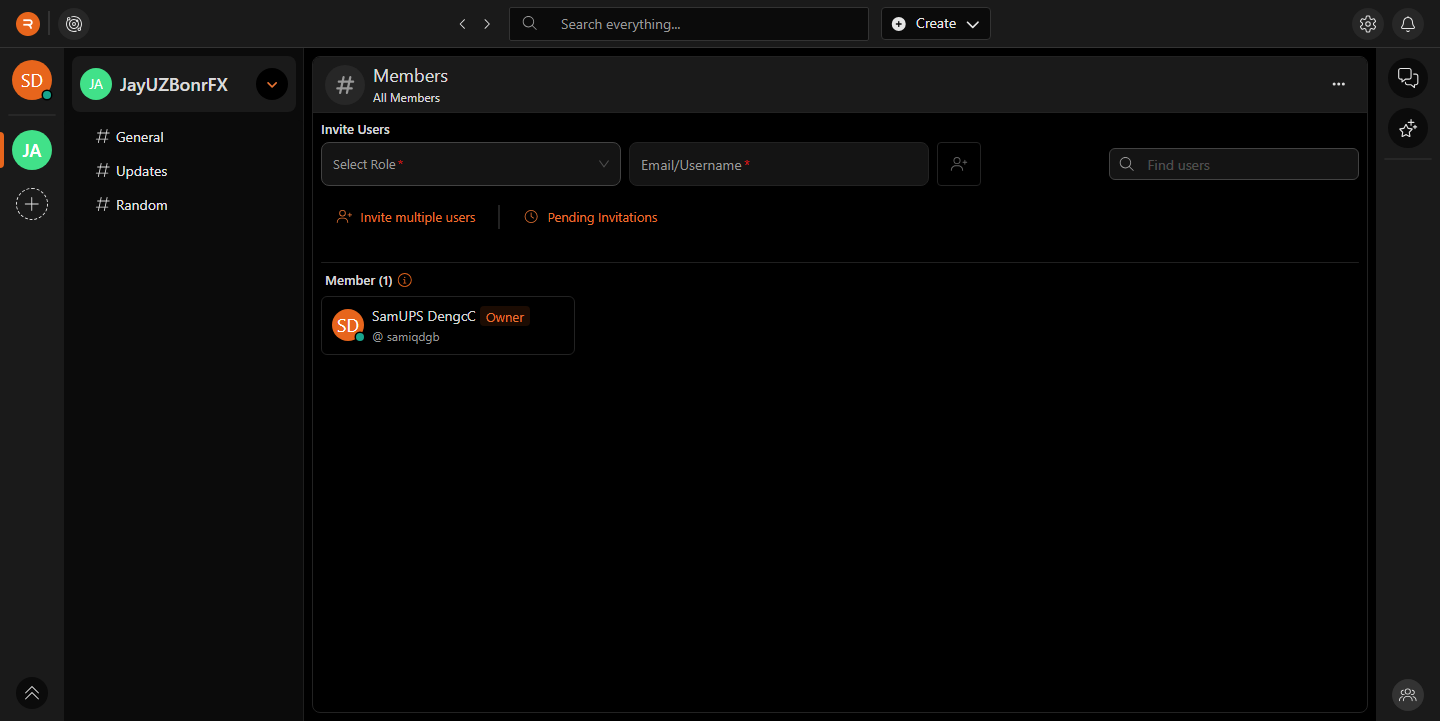 Search everything...
Create
SD
JA
JA
JayUZBonrFX
General
Updates
Random
Members
All Members
Invite Users
Select Role*
Email/Username*
Find users
Invite multiple users
Pending Invitations
Member (1)
SD
SamUPS DengcC
Owner
@ samiqdgb